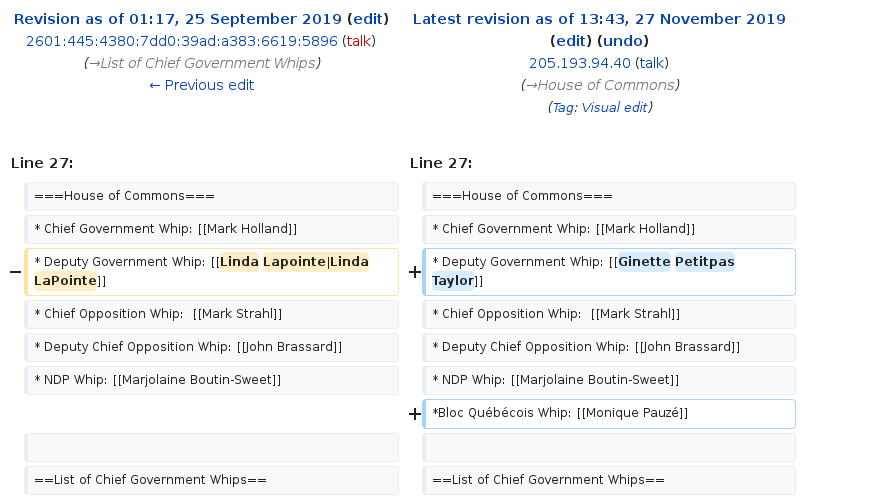 Revision as of 01:17, 25 September 2019 (edit)
2601:445:4380:7dd0:39ad:a383:6619:5896 (talk)
(→List of Chief Government Whips)
← Previous edit
Latest revision as of 13:43, 27 November 2019
(edit) (undo)
205.193.94.40 (talk)
(→House of Commons)
(Tag: Visual edit)
Line 27:
Line 27:
===House of Commons===
===House of Commons===
* Chief Government Whip: [[Mark Holland]]
* Chief Government Whip: [[Mark Holland]]
− * Deputy Government Whip: [[Linda Lapointe|Linda
LaPointe]]
+ * Deputy Government Whip: [[Ginette Petitpas
Taylor]]
* Chief Opposition Whip:  [[Mark Strahl]]
* Chief Opposition Whip:  [[Mark Strahl]]
* Deputy Chief Opposition Whip: [[John Brassard]]
* Deputy Chief Opposition Whip: [[John Brassard]]
* NDP Whip: [[Marjolaine Boutin-Sweet]]
* NDP Whip: [[Marjolaine Boutin-Sweet]]
+ *Bloc Québécois Whip: [[Monique Pauzé]]
==List of Chief Government Whips==
==List of Chief Government Whips==